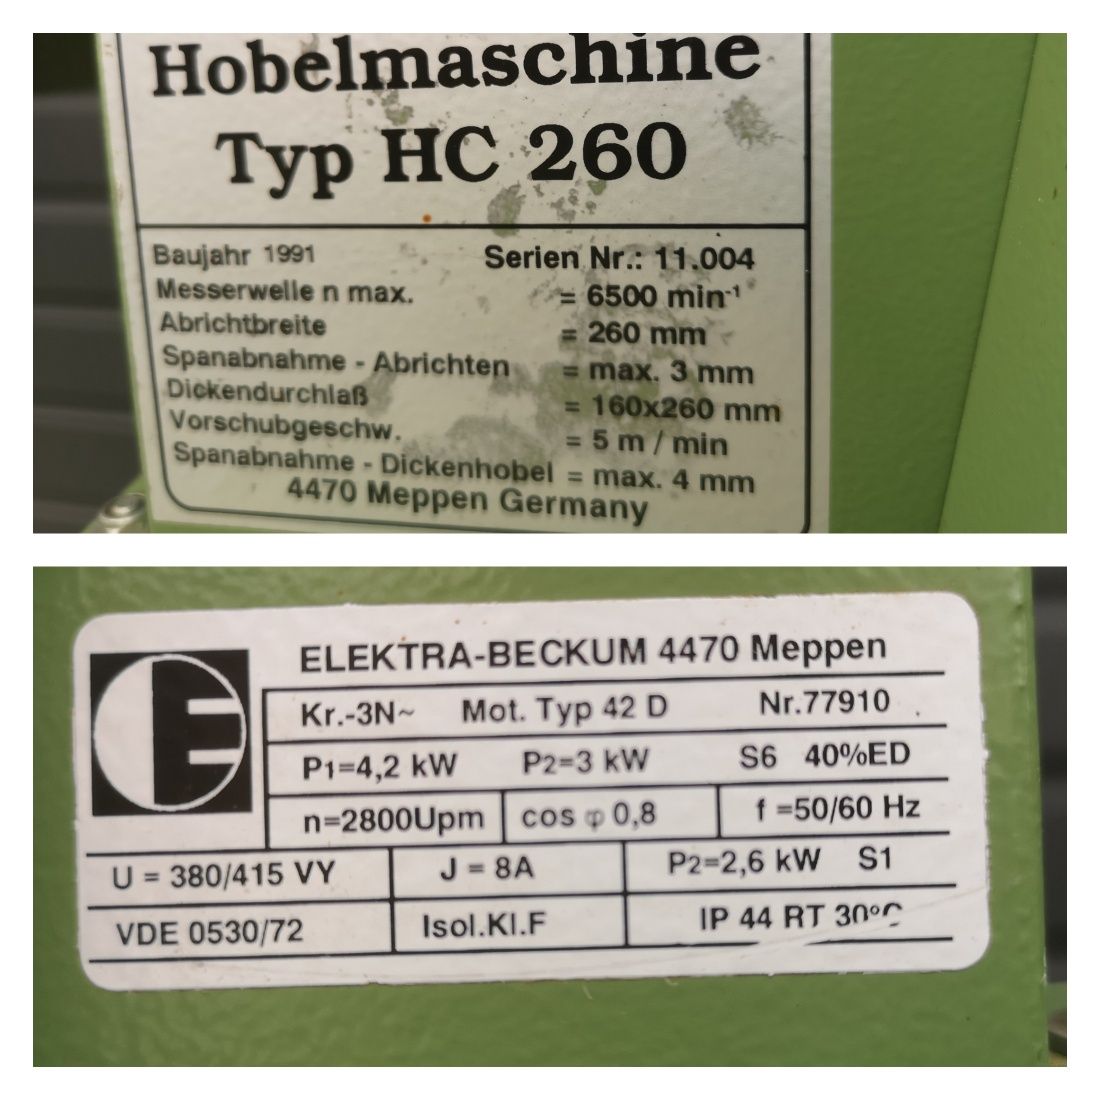 Hobelmaschine
Typ HC 260
Baujahr 1991 Serien Nr.: 11.004
Messerwelle n max. = 6500 min⁻¹
Abrichtbreite = 260 mm
Spanabnahme - Abrichten = max. 3 mm
Dickendurchlaß = 160x260 mm
Vorschubgeschw. = 5 m / min
Spanabnahme - Dickenhobel = max. 4 mm
4470 Meppen Germany
E
ELEKTRA-BECKUM 4470 Meppen
Kr.-3N~ Mot. Typ 42 D Nr.77910
P1=4,2 kW P2=3 kW S6 40%ED
n=2800Upm cos φ 0,8 f =50/60 Hz
U = 380/415 VY J = 8A P2=2,6 kW S1
VDE 0530/72 Isol.Kl.F IP 44 RT 30°C